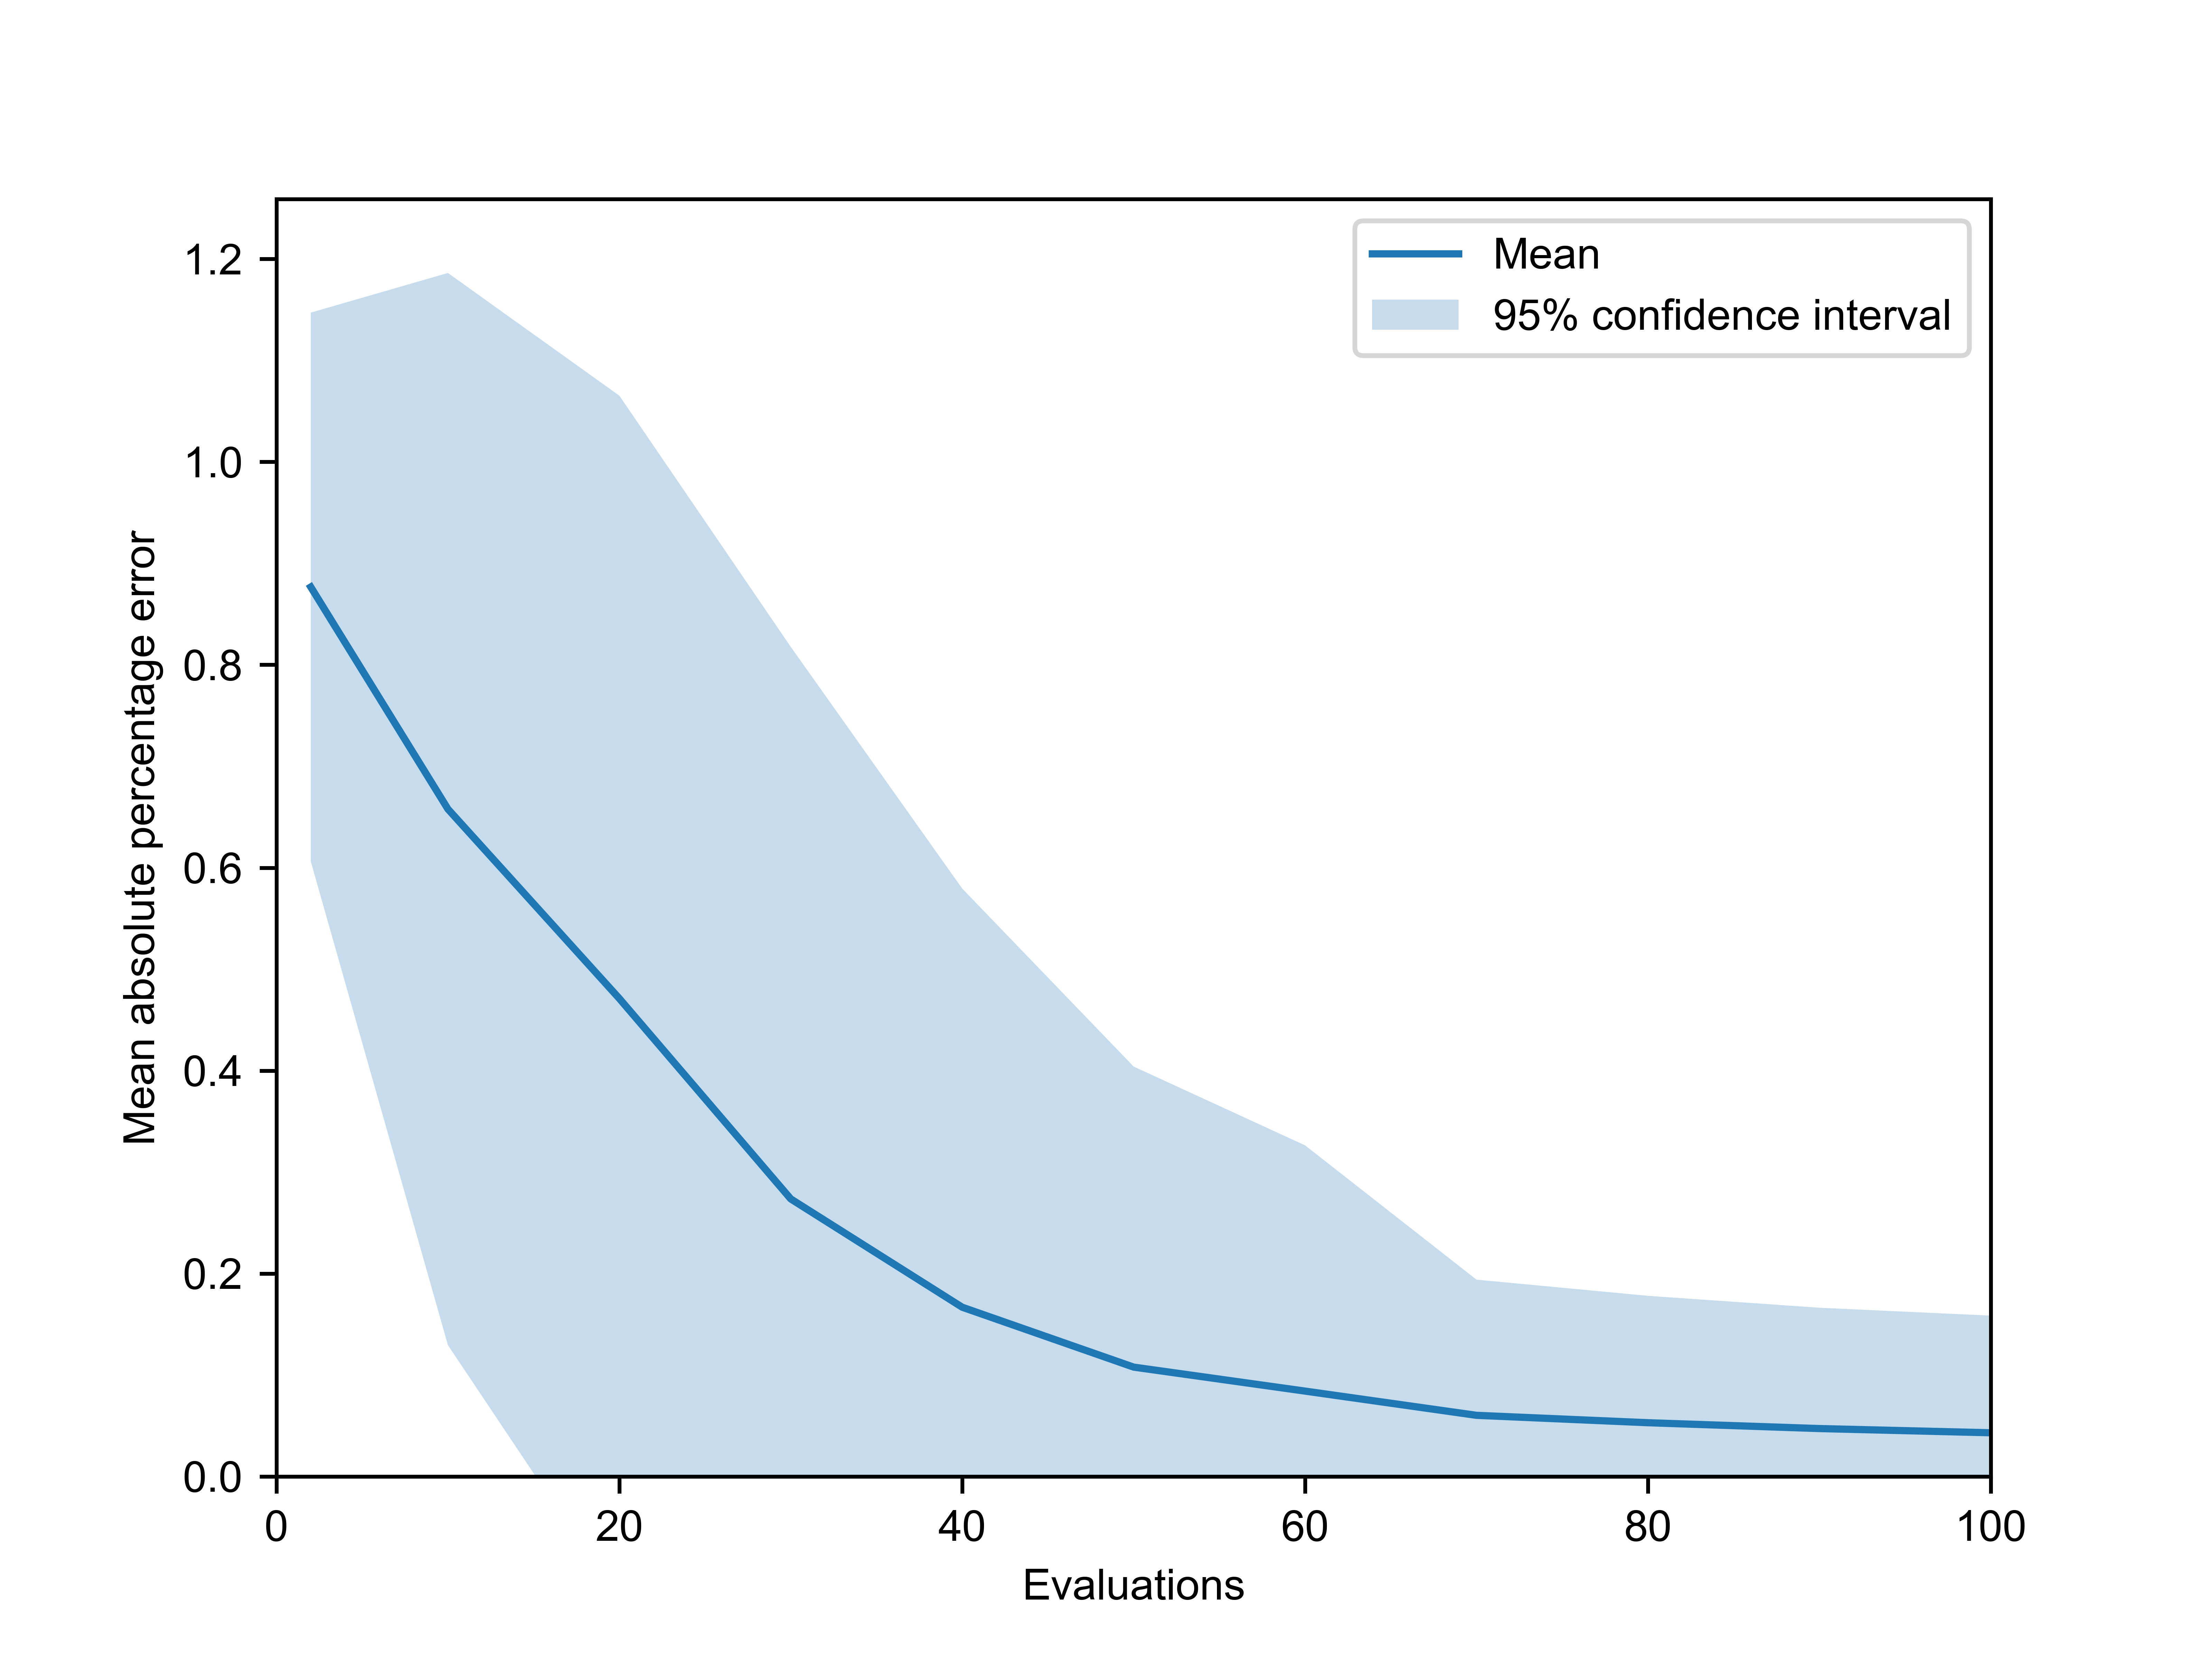 Mean
95% confidence interval
Mean absolute percentage error
1.2
1.0
0.8
0.6
0.4
0.2
0.0
0 20 40 60 80 100
Evaluations